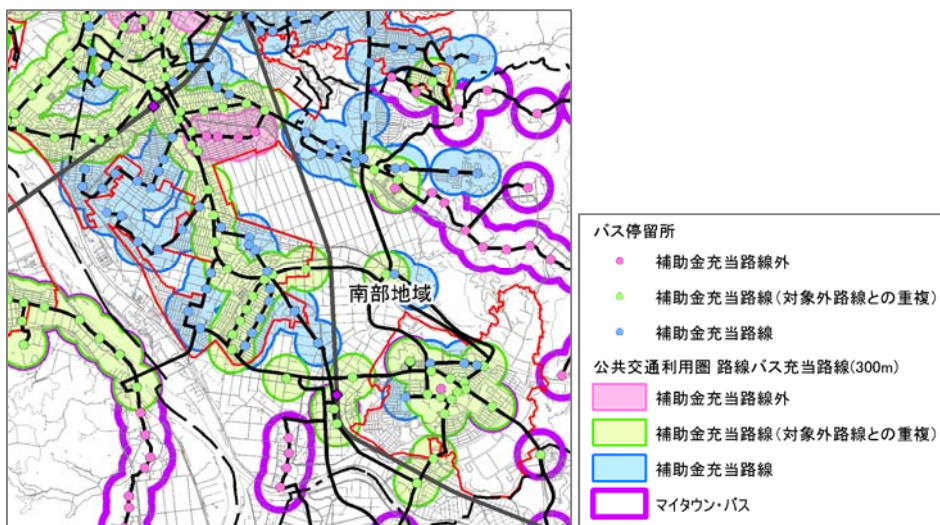 南部地域
バス停留所
補助金充当路線外
補助金充当路線(対象外路線との重複)
補助金充当路線
公共交通利用圏 路線バス充当路線(300m)
補助金充当路線外
補助金充当路線(対象外路線との重複)
補助金充当路線
マイタウン・バス